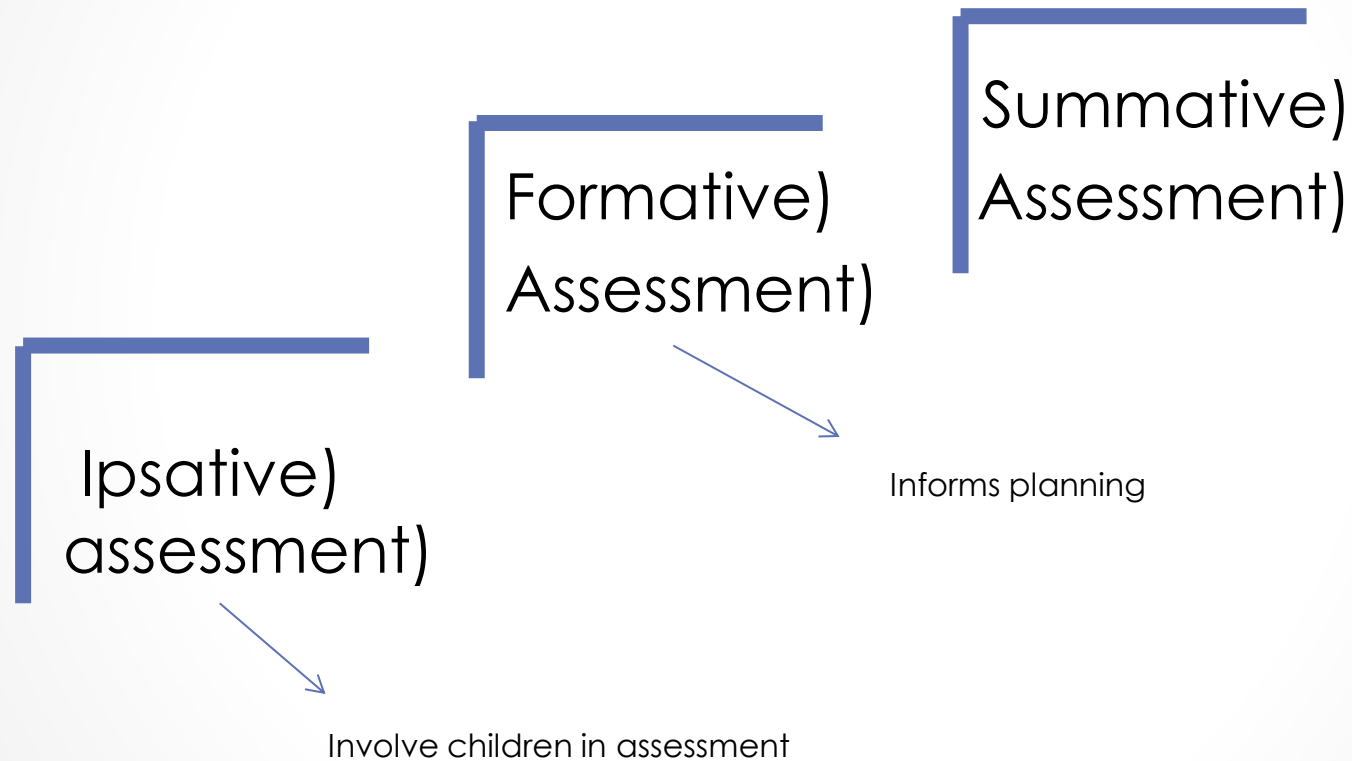 Summative)
Assessment)
Formative)
Assessment)
Ipsative)
assessment)
Informs planning
Involve children in assessment